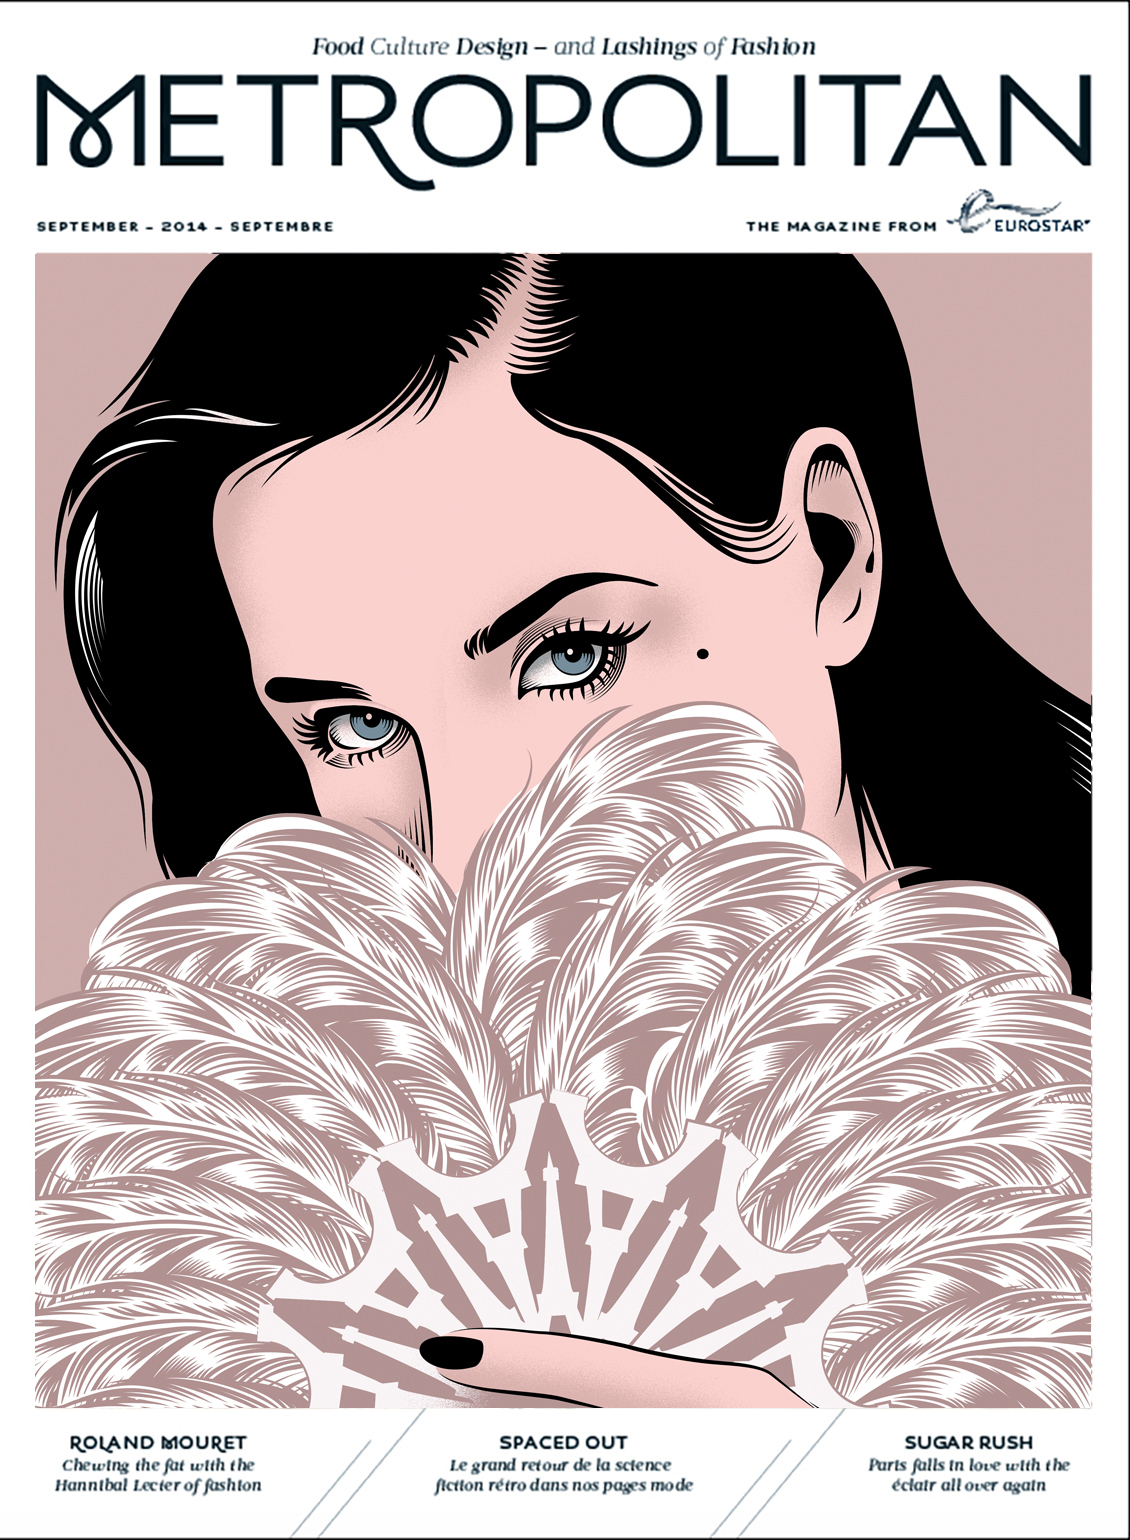 Food Culture Design – and Lashings of Fashion
METROPOLITAN
SEPTEMBER – 2014 – SEPTEMBRE
THE MAGAZINE FROM EUROSTAR™
ROLAND MOURET
Chewing the fat with the
Hannibal Lecter of fashion
SPACED OUT
Le grand retour de la science
fiction rétro dans nos pages mode
SUGAR RUSH
Paris falls in love with the
éclair all over again